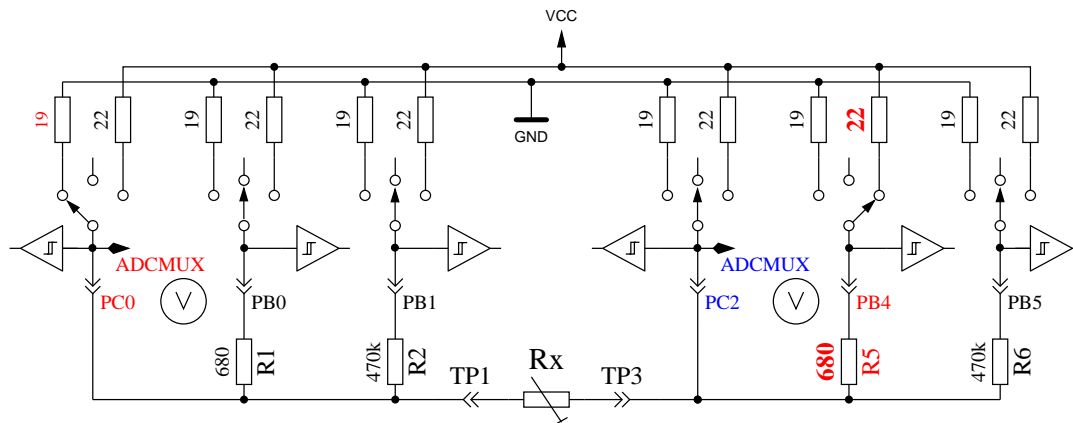 VCC
19
22
19
22
19
22
GND
19
22
19
22
19
22
ADCMUX
ADCMUX
PC0
V
PB0
PB1
PC2
V
PB4
PB5
680
R1
470k
R2
TP1
Rx
TP3
680
R5
470k
R6